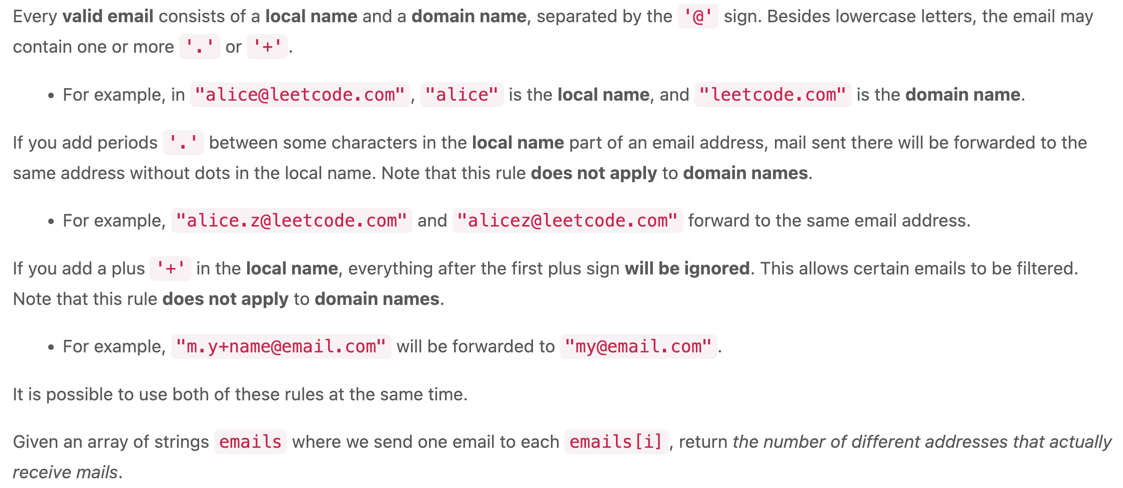 Every valid email consists of a local name and a domain name, separated by the '@' sign. Besides lowercase letters, the email may
contain one or more '.' or '+'.
• For example, in "alice@leetcode.com", "alice" is the local name, and "leetcode.com" is the domain name.
If you add periods '.' between some characters in the local name part of an email address, mail sent there will be forwarded to the
same address without dots in the local name. Note that this rule does not apply to domain names.
• For example, "alice.z@leetcode.com" and "alicez@leetcode.com" forward to the same email address.
If you add a plus '+' in the local name, everything after the first plus sign will be ignored. This allows certain emails to be filtered.
Note that this rule does not apply to domain names.
• For example, "m.y+name@email.com" will be forwarded to "my@email.com".
It is possible to use both of these rules at the same time.
Given an array of strings emails where we send one email to each emails[i], return the number of different addresses that actually
receive mails.